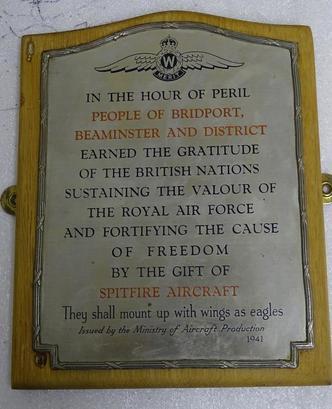 W
MERIT
IN THE HOUR OF PERIL
PEOPLE OF BRIDPORT,
BEAMINSTER AND DISTRICT
EARNED THE GRATITUDE
OF THE BRITISH NATIONS
SUSTAINING THE VALOUR OF
THE ROYAL AIR FORCE
AND FORTIFYING THE CAUSE
OF FREEDOM
BY THE GIFT OF
SPITFIRE AIRCRAFT
They shall mount up with wings as eagles
Issued by the Ministry of Aircraft Production
1941